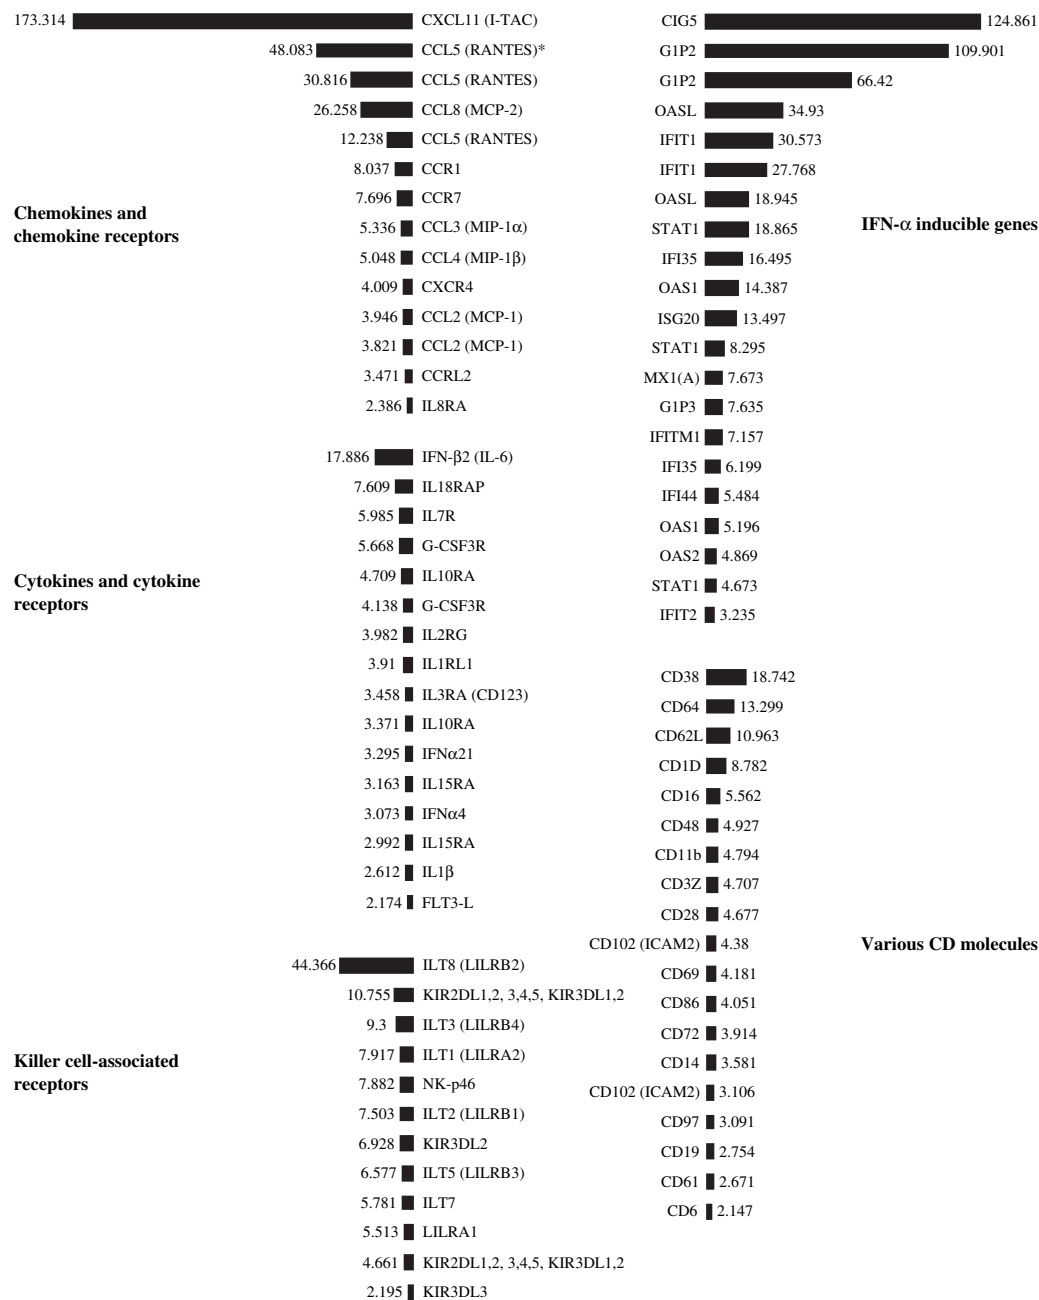 Chemokines and
chemokine receptors
173.314 CXCL11 (I-TAC)
48.083 CCL5 (RANTES)*
30.816 CCL5 (RANTES)
26.258 CCL8 (MCP-2)
12.238 CCL5 (RANTES)
8.037 CCR1
7.696 CCR7
5.336 CCL3 (MIP-1α)
5.048 CCL4 (MIP-1β)
4.009 CXCR4
3.946 CCL2 (MCP-1)
3.821 CCL2 (MCP-1)
3.471 CCRL2
2.386 IL8RA
Cytokines and cytokine
receptors
17.886 IFN-β2 (IL-6)
7.609 IL18RAP
5.985 IL7R
5.668 G-CSF3R
4.709 IL10RA
4.138 G-CSF3R
3.982 IL2RG
3.91 IL1RL1
3.458 IL3RA (CD123)
3.371 IL10RA
3.295 IFNα21
3.163 IL15RA
3.073 IFNα4
2.992 IL15RA
2.612 IL1β
2.174 FLT3-L
Killer cell-associated
receptors
44.366 ILT8 (LILRB2)
10.755 KIR2DL1,2, 3,4,5, KIR3DL1,2
9.3 ILT3 (LILRB4)
7.917 ILT1 (LILRA2)
7.882 NK-p46
7.503 ILT2 (LILRB1)
6.928 KIR3DL2
6.577 ILT5 (LILRB3)
5.781 ILT7
5.513 LILRA1
4.661 KIR2DL1,2, 3,4,5, KIR3DL1,2
2.195 KIR3DL3
CIG5 124.861
G1P2 109.901
G1P2 66.42
OASL 34.93
IFIT1 30.573
IFIT1 27.768
OASL 18.945
STAT1 18.865
IFI35 16.495
OAS1 14.387
ISG20 13.497
STAT1 8.295
MX1(A) 7.673
G1P3 7.635
IFITM1 7.157
IFI35 6.199
IFI44 5.484
OAS1 5.196
OAS2 4.869
STAT1 4.673
IFIT2 3.235
IFN-α inducible genes
CD38 18.742
CD64 13.299
CD62L 10.963
CD1D 8.782
CD16 5.562
CD48 4.927
CD11b 4.794
CD3Z 4.707
CD28 4.677
CD102 (ICAM2) 4.38
CD69 4.181
CD86 4.051
CD72 3.914
CD14 3.581
CD102 (ICAM2) 3.106
CD97 3.091
CD19 2.754
CD61 2.671
CD6 2.147
Various CD molecules